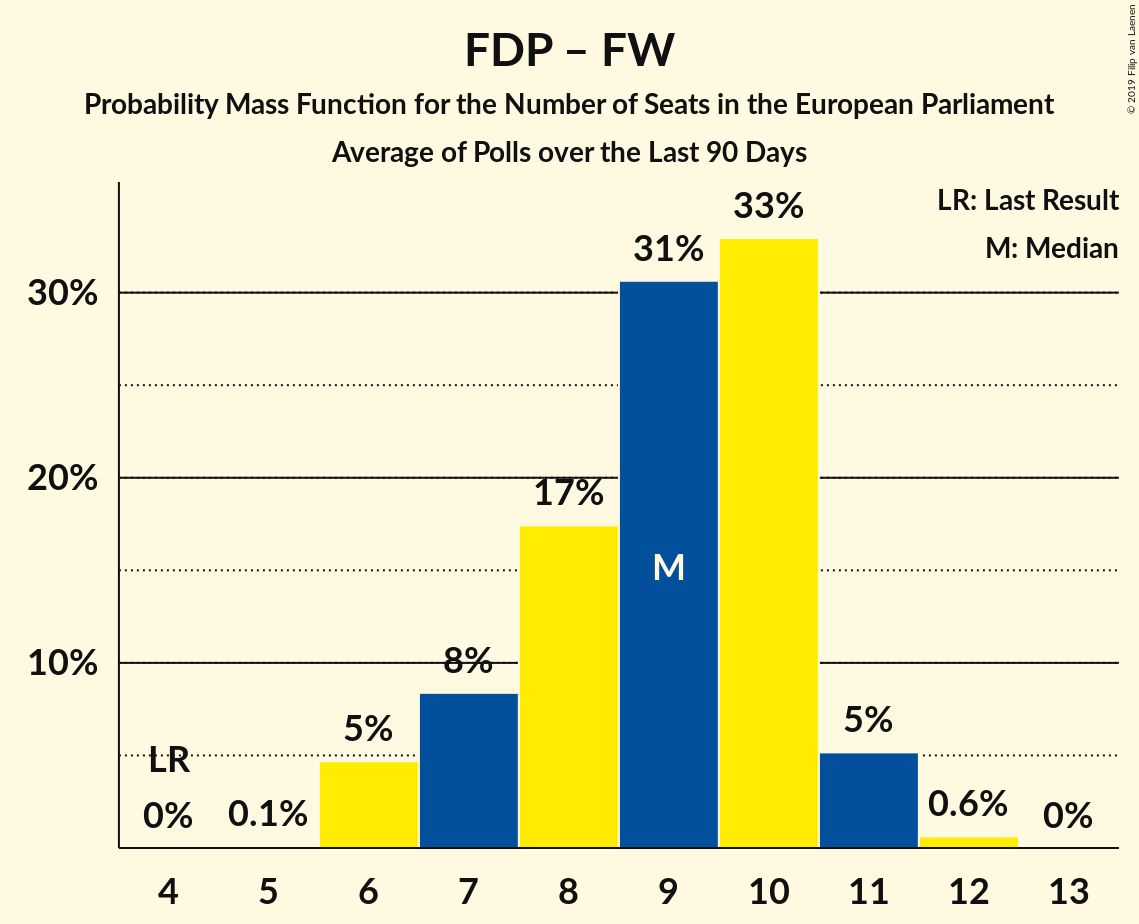 FDP – FW
Probability Mass Function for the Number of Seats in the European Parliament
Average of Polls over the Last 90 Days
© 2019 Filip van Laenen
LR: Last Result
M: Median
33%
31%
30%
20%
17%
M
10%
8%
5%
5%
LR
0%
0.1%
0.6%
0%
4 5 6 7 8 9 10 11 12 13